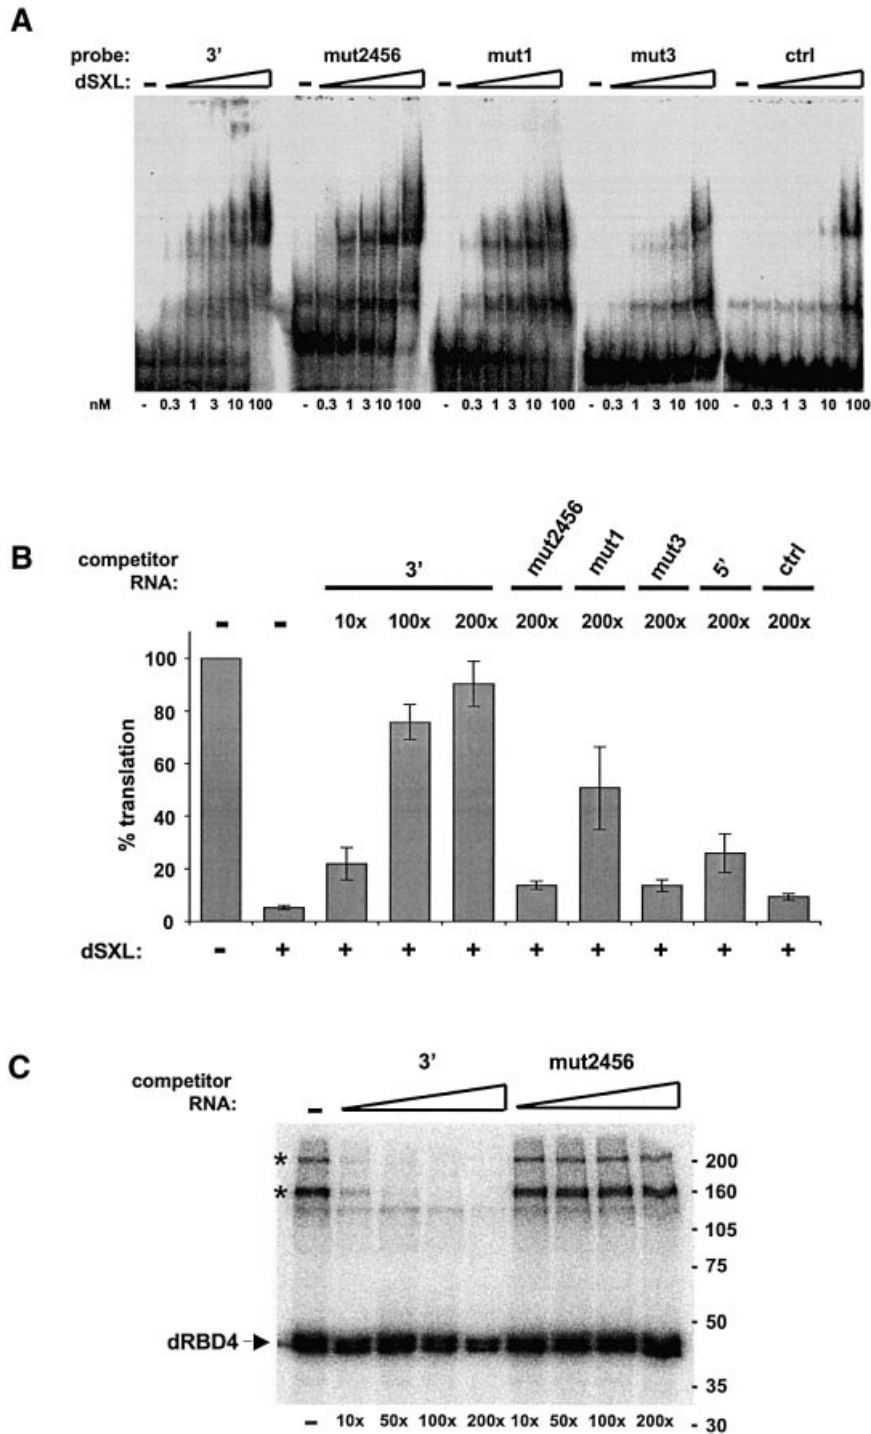 A
probe: 3' mut2456 mut1 mut3 ctrl
dSXL: - - - - -
nM - 0.3 1 3 10 100 - 0.3 1 3 10 100 - 0.3 1 3 10 100 - 0.3 1 3 10 100 - 0.3 1 3 10 100
B
competitor RNA: 3' mut2456 mut1 mut3 5' ctrl
- - 10x 100x 200x 200x 200x 200x 200x 200x
% translation
100
80
60
40
20
0
dSXL: - + + + + + + + + +
C
competitor RNA: - 3' mut2456
*
*
- 200
- 160
- 105
- 75
- 50
- 35
- 30
dRBD4
- 10x 50x 100x 200x 10x 50x 100x 200x